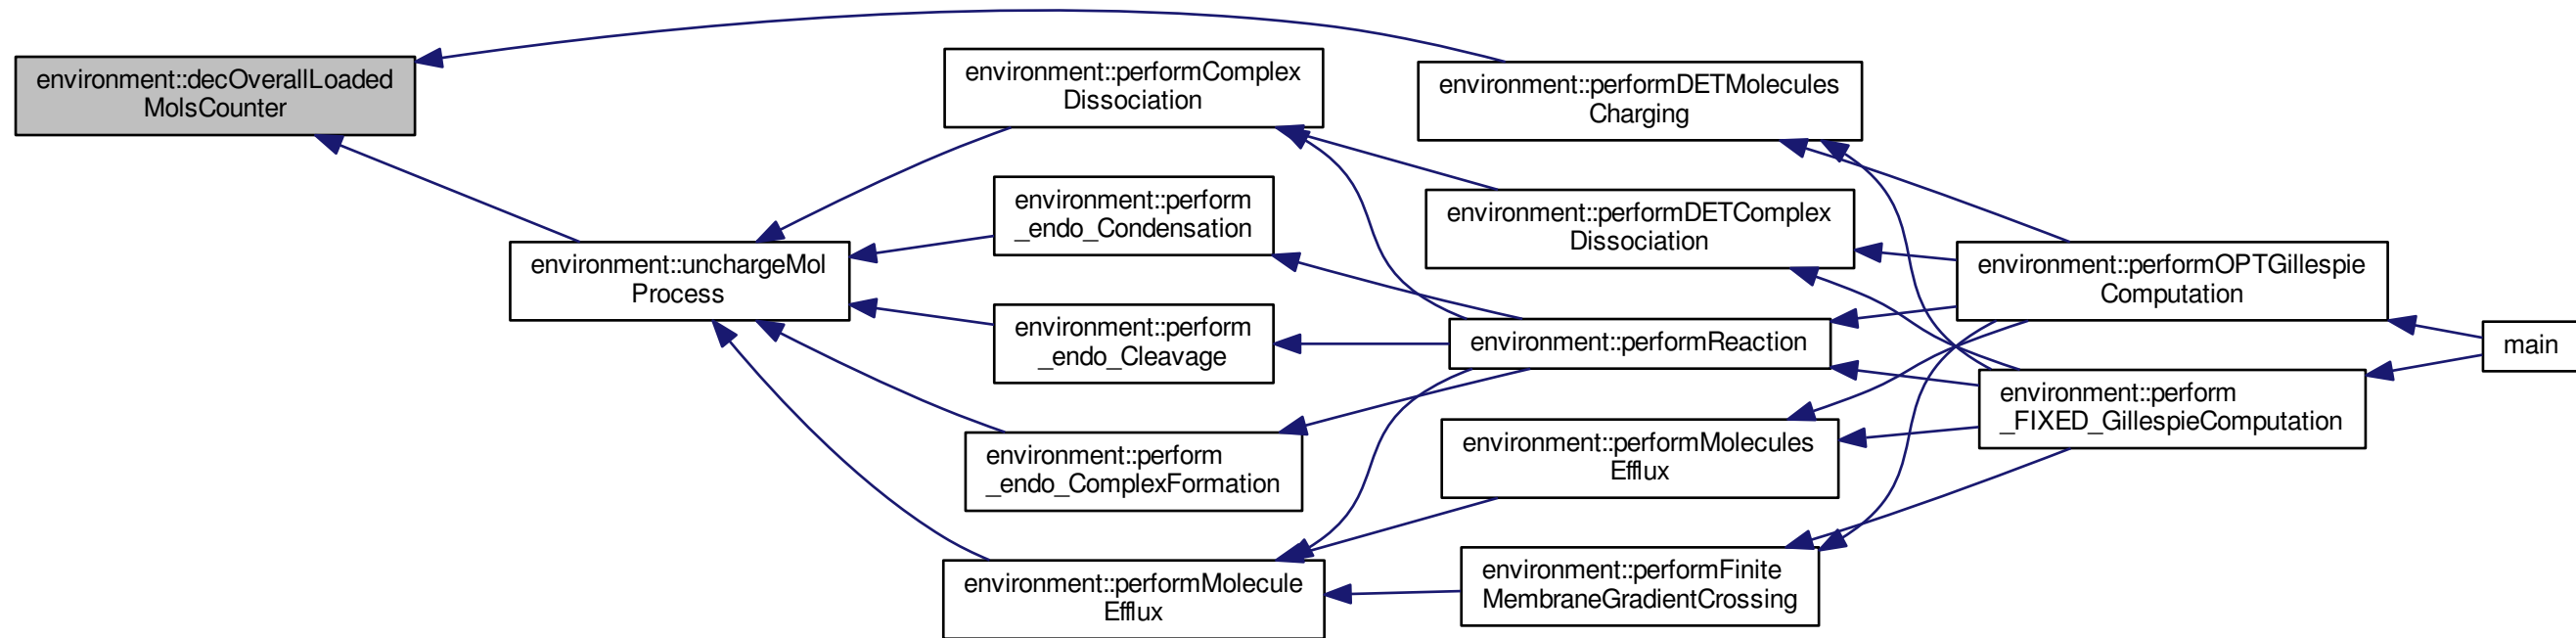 environment::decOverallLoaded
MolsCounter
environment::unchargeMol
Process
environment::performComplex
Dissociation
environment::perform
_endo_Condensation
environment::perform
_endo_Cleavage
environment::perform
_endo_ComplexFormation
environment::performMolecule
Efflux
environment::performDETMolecules
Charging
environment::performDETComplex
Dissociation
environment::performReaction
environment::performMolecules
Efflux
environment::performFinite
MembraneGradientCrossing
environment::performOPTGillespie
Computation
environment::perform
_FIXED_GillespieComputation
main